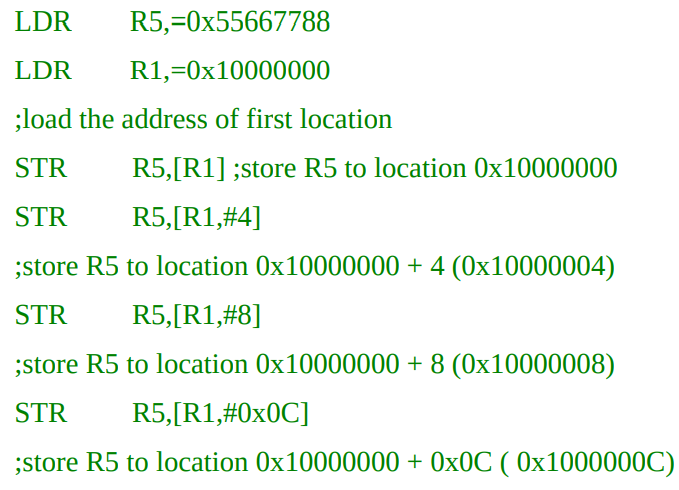 LDR R5,=0x55667788
LDR R1,=0x10000000
;load the address of first location
STR R5,[R1] ;store R5 to location 0x10000000
STR R5,[R1,#4]
;store R5 to location 0x10000000 + 4 (0x10000004)
STR R5,[R1,#8]
;store R5 to location 0x10000000 + 8 (0x10000008)
STR R5,[R1,#0x0C]
;store R5 to location 0x10000000 + 0x0C ( 0x1000000C)